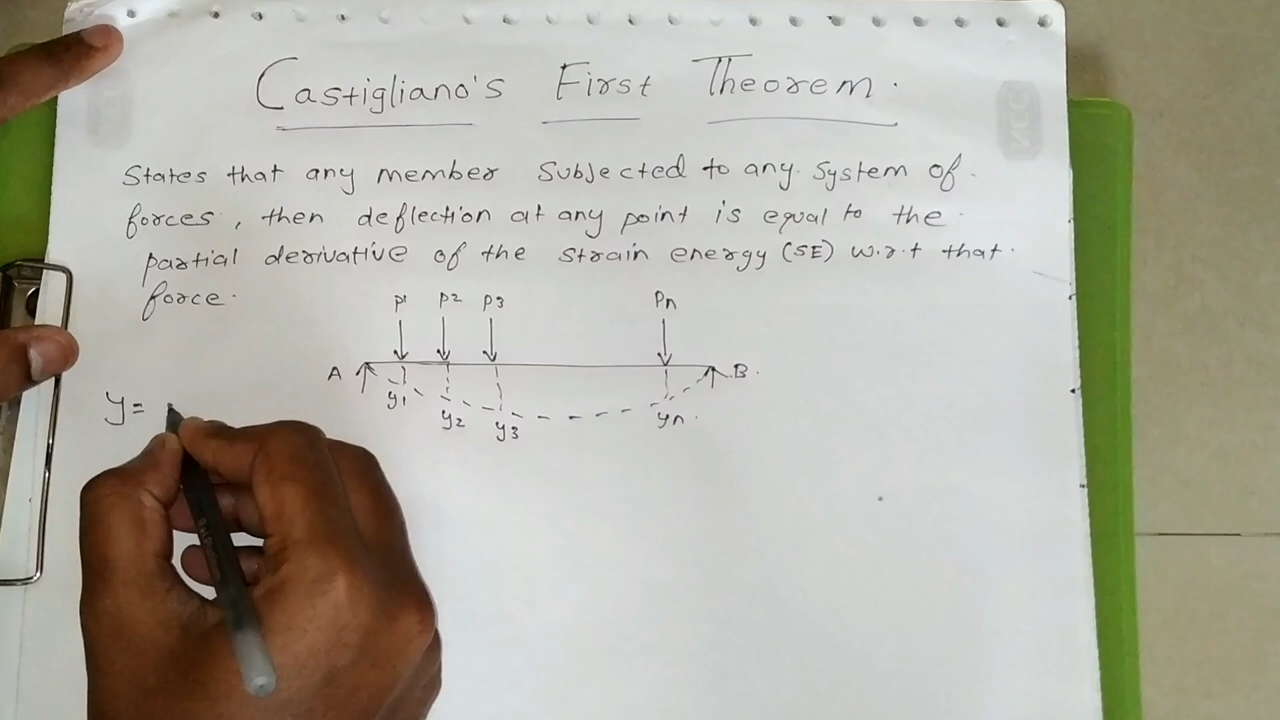 Castigliano's First Theorem.
States that any member Subjected to any System of
forces, then deflection at any point is equal to the
partial derivative of the strain energy (SE) w.r.t that
force.
P1 P2 P3 Pn
A B.
y1 y2 y3 yn.
y=